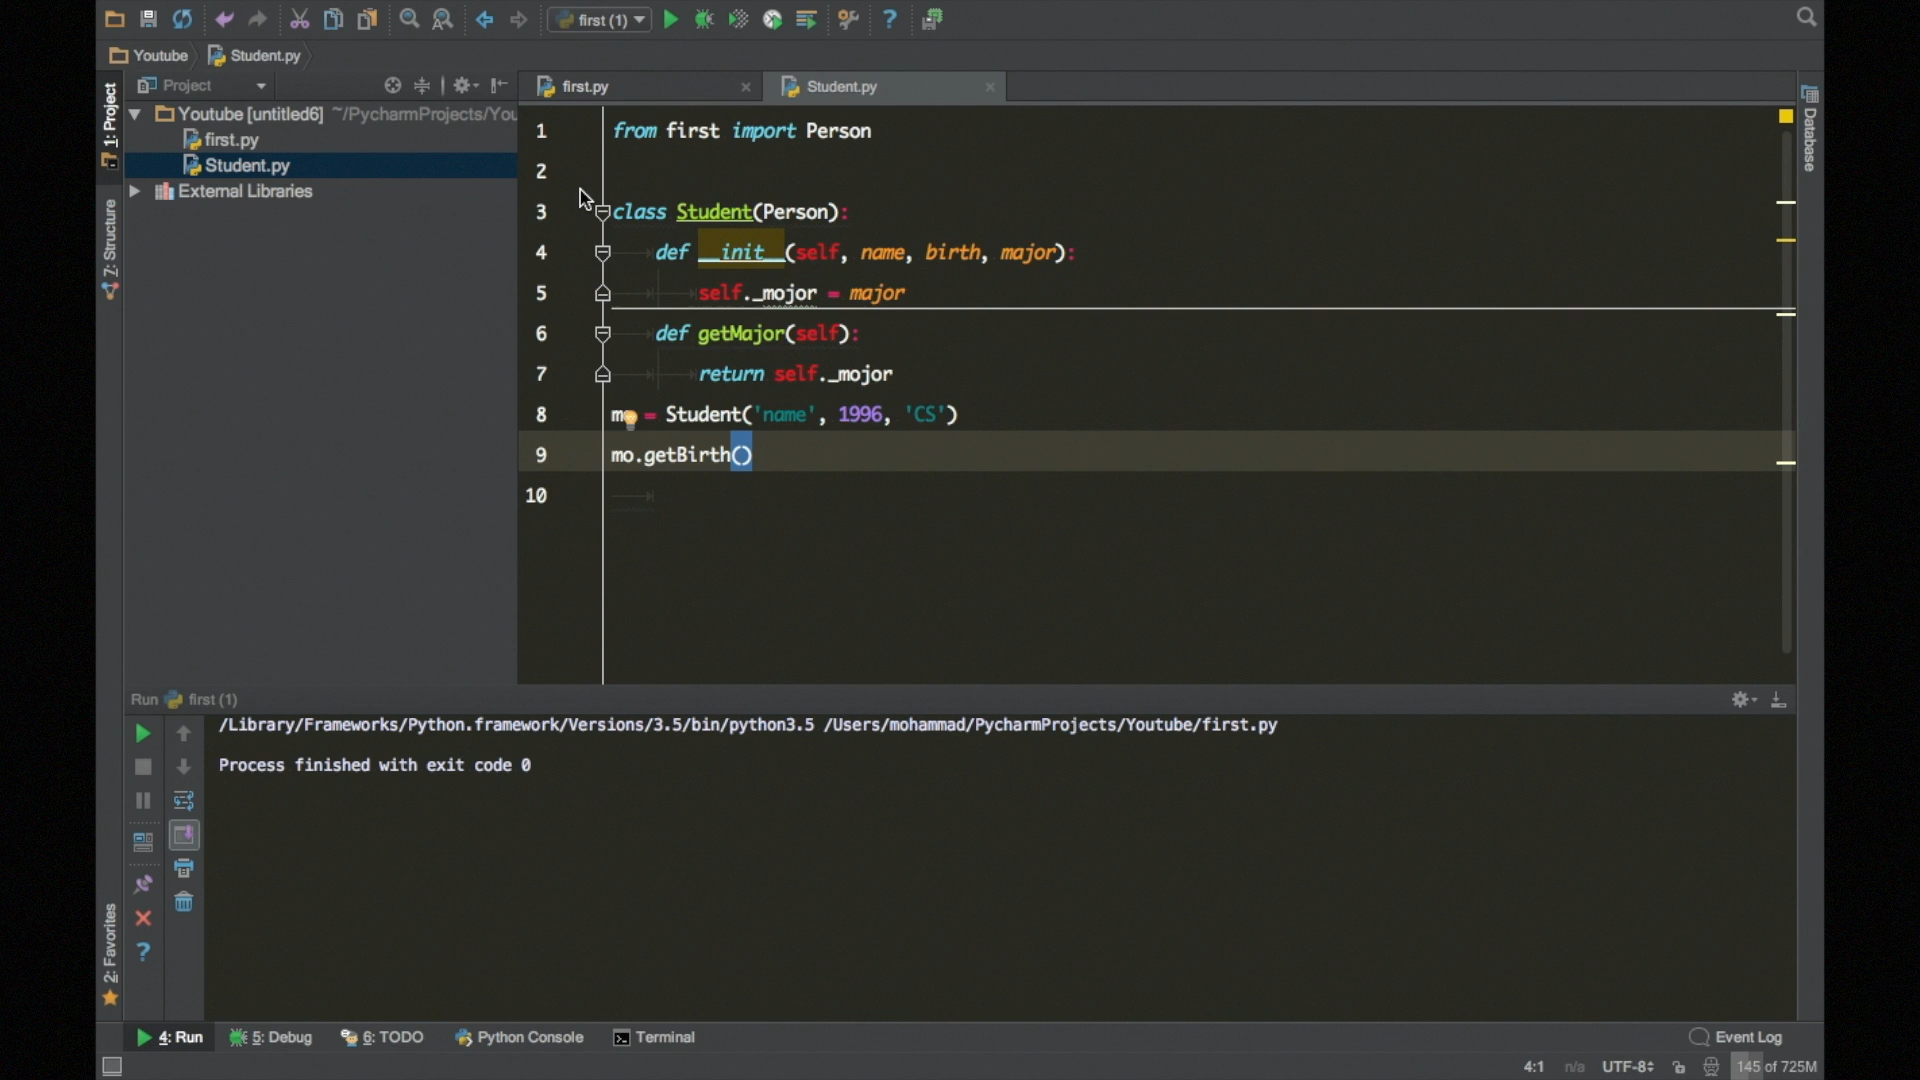 first (1)
Youtube
Student.py
Project
first.py
Student.py
1: Project
Youtube [untitled6] ~/PycharmProjects/You
first.py
Student.py
External Libraries
7: Structure
2: Favorites
Database
1 from first import Person
2
3 class Student(Person):
4 def __init__(self, name, birth, major):
5 self._mojor = major
6 def getMajor(self):
7 return self._mojor
8 mo = Student('name', 1996, 'CS')
9 mo.getBirth()
10
Run first (1)
/Library/Frameworks/Python.framework/Versions/3.5/bin/python3.5 /Users/mohammad/PycharmProjects/Youtube/first.py
Process finished with exit code 0
4: Run
5: Debug
6: TODO
Python Console
Terminal
Event Log
4:1 n/a UTF-8 145 of 725M